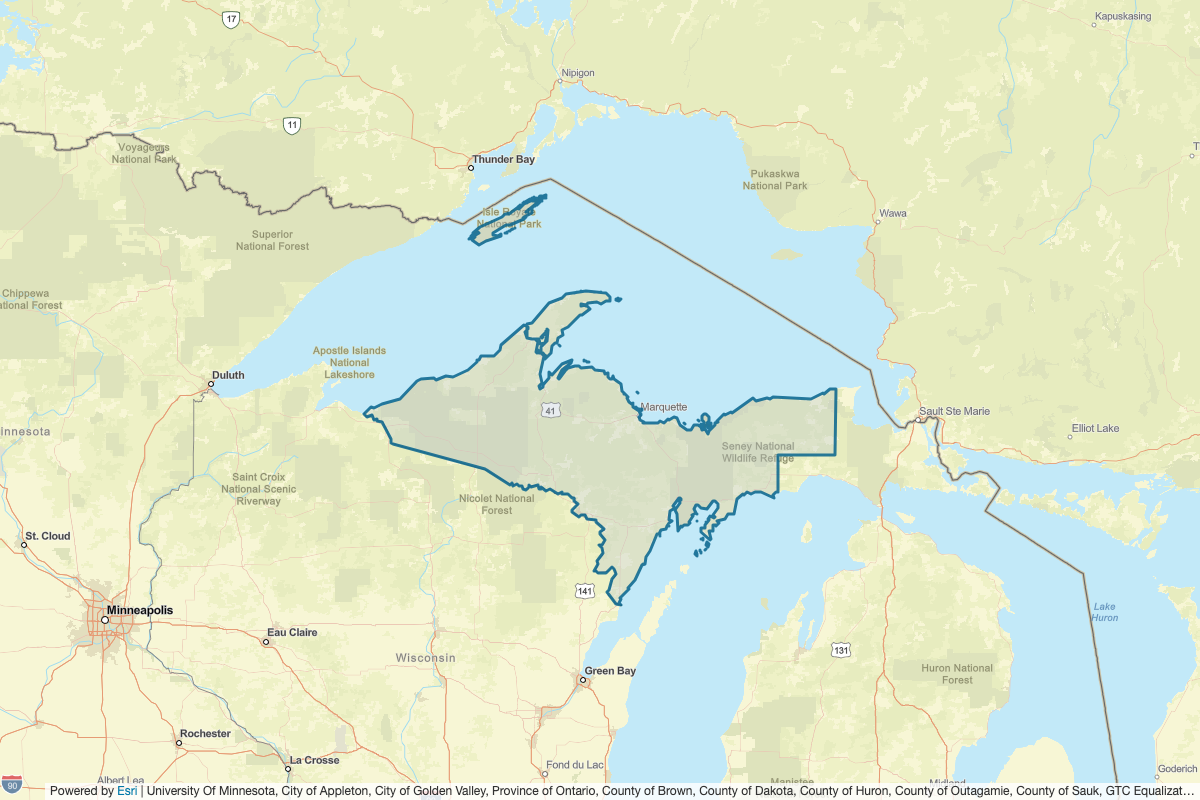 17
Kapuskasing
Nipigon
11
Voyageurs
National Park
Thunder Bay
Pukaskwa
National Park
Isle Royale
National Park
Wawa
Superior
National Forest
Chippewa
ational Forest
Apostle Islands
National
Lakeshore
Duluth
41
Marquette
Sault Ste Marie
Elliot Lake
innesota
Seney National
Wildlife Refuge
Saint Croix
National Scenic
Riverway
Nicolet National
Forest
St. Cloud
141
Minneapolis
Lake
Huron
Eau Claire
Wisconsin
131
Green Bay
Huron National
Forest
Rochester
La Crosse
Fond du Lac
Goderich
Albert Lea
Manistee
Midland
90
Powered by Esri | University Of Minnesota, City of Appleton, City of Golden Valley, Province of Ontario, County of Brown, County of Dakota, County of Huron, County of Outagamie, County of Sauk, GTC Equalizat…